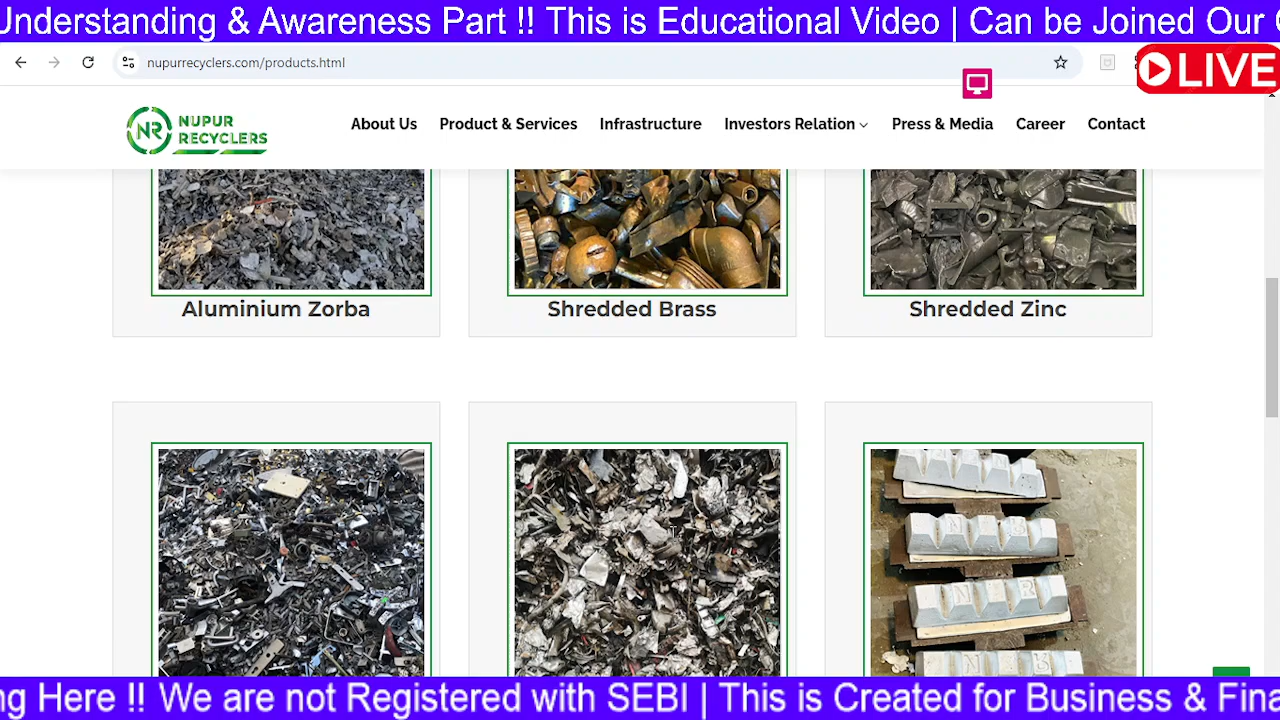 Understanding & Awareness Part !! This is Educational Video | Can be Joined Our
nupurrecyclers.com/products.html
LIVE
NR NUPUR RECYCLERS
About Us Product & Services Infrastructure Investors Relation Press & Media Career Contact
Aluminium Zorba Shredded Brass Shredded Zinc
ng Here !! We are not Registered with SEBI | This is Created for Business & Fina